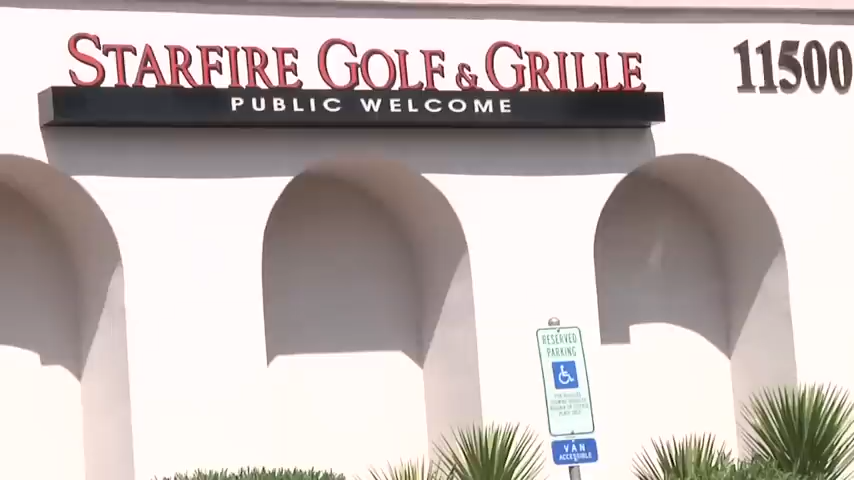 STARFIRE GOLF & GRILLE
11500
PUBLIC WELCOME
RESERVED
PARKING
VAN
ACCESSIBLE